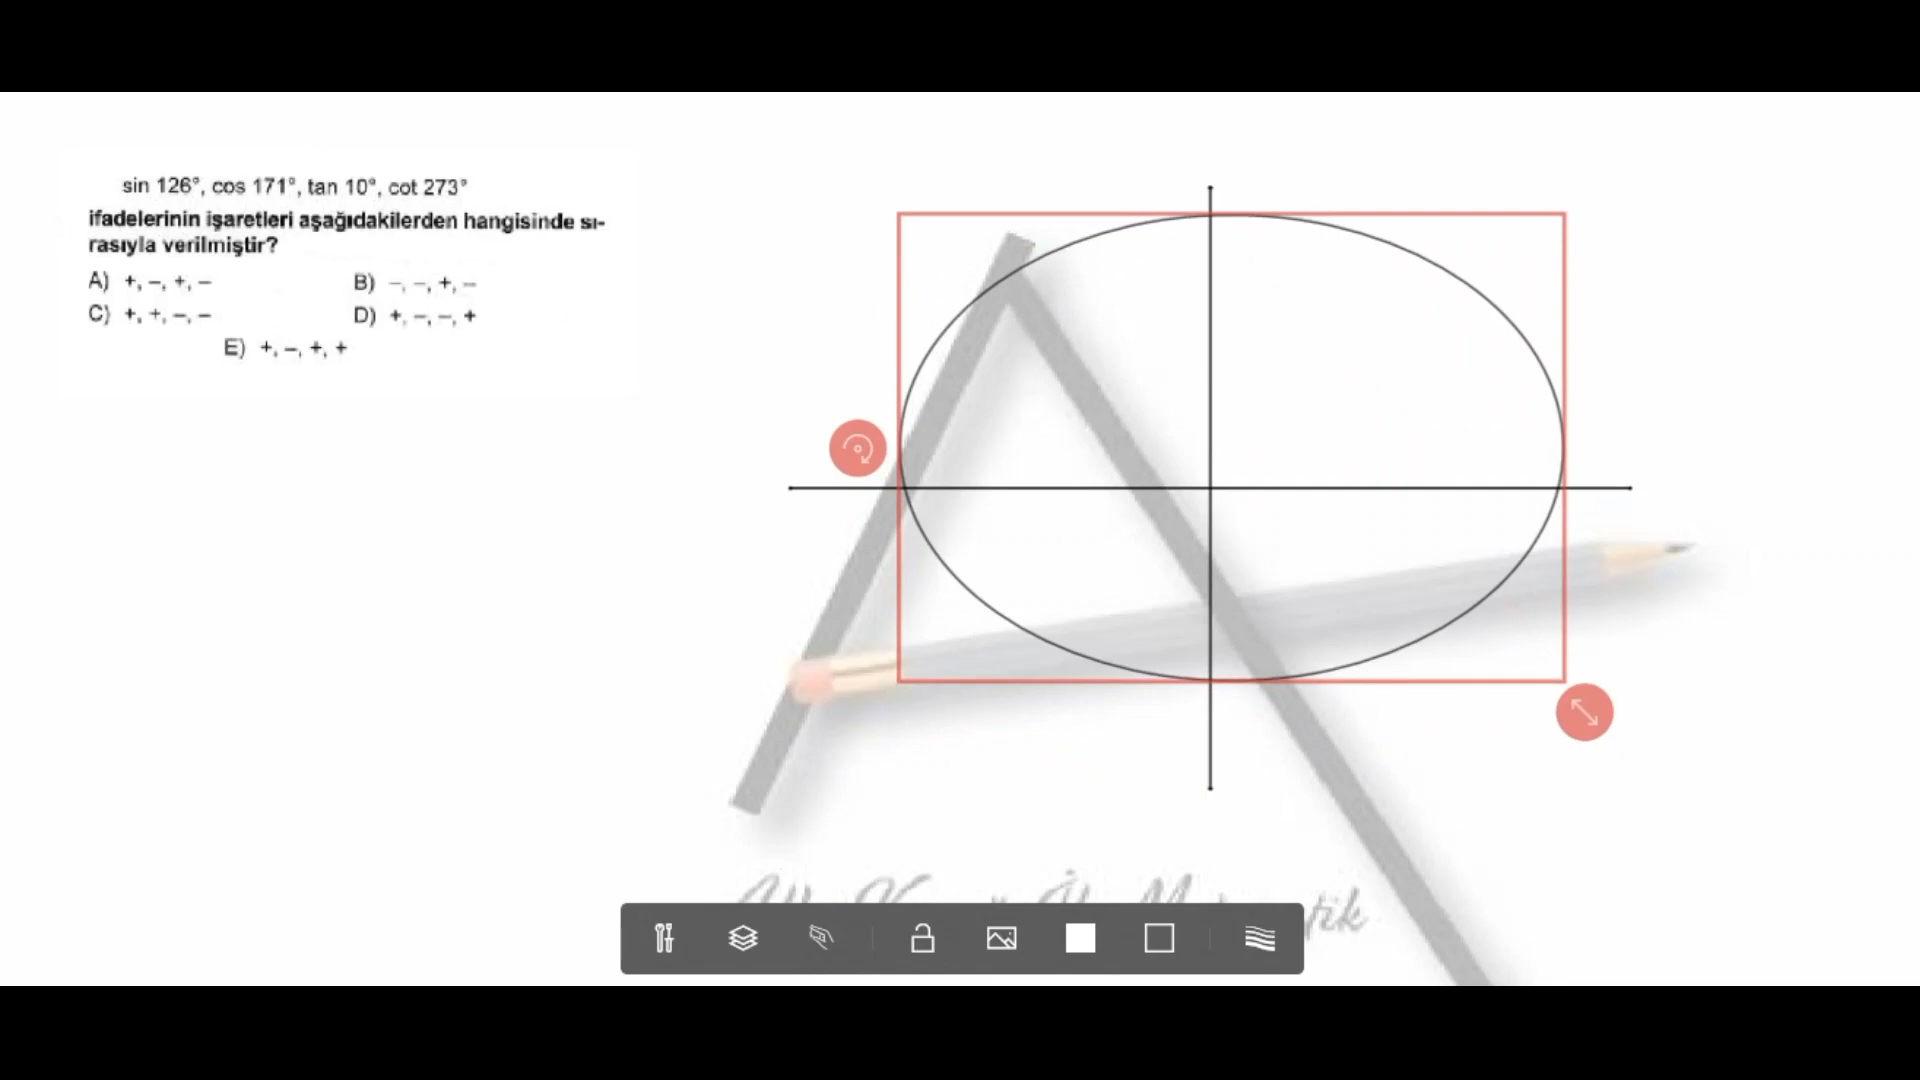 sin 126°, cos 171°, tan 10°, cot 273°
ifadelerinin işaretleri aşağıdakilerden hangisinde sı-
rasıyla verilmiştir?
A) +, –, +, –
B) –, –, +, –
C) +, +, –, –
D) +, –, –, +
E) +, –, +, +